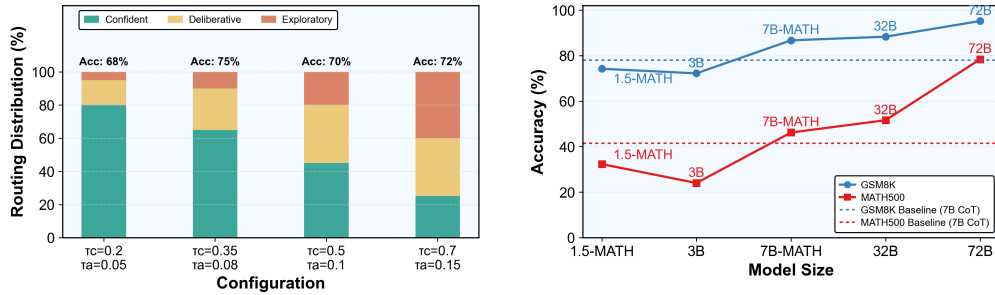 Confident
Deliberative
Exploratory
Routing Distribution (%)
Acc: 68%
Acc: 75%
Acc: 70%
Acc: 72%
100
80
60
40
20
0
τc=0.2
τa=0.05
τc=0.35
τa=0.08
τc=0.5
τa=0.1
τc=0.7
τa=0.15
Configuration
Accuracy (%)
100
80
60
40
20
0
1.5-MATH
3B
7B-MATH
32B
72B
1.5-MATH
3B
7B-MATH
32B
72B
GSM8K
MATH500
GSM8K Baseline (7B CoT)
MATH500 Baseline (7B CoT)
1.5-MATH
3B
7B-MATH
32B
72B
Model Size